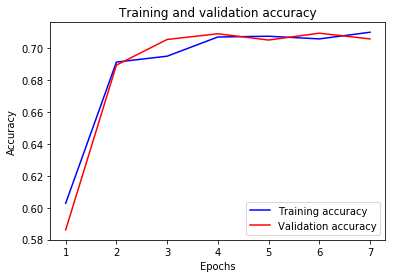 Training and validation accuracy
Accuracy
0.70
0.68
0.66
0.64
0.62
0.60
0.58
Training accuracy
Validation accuracy
1 2 3 4 5 6 7
Epochs